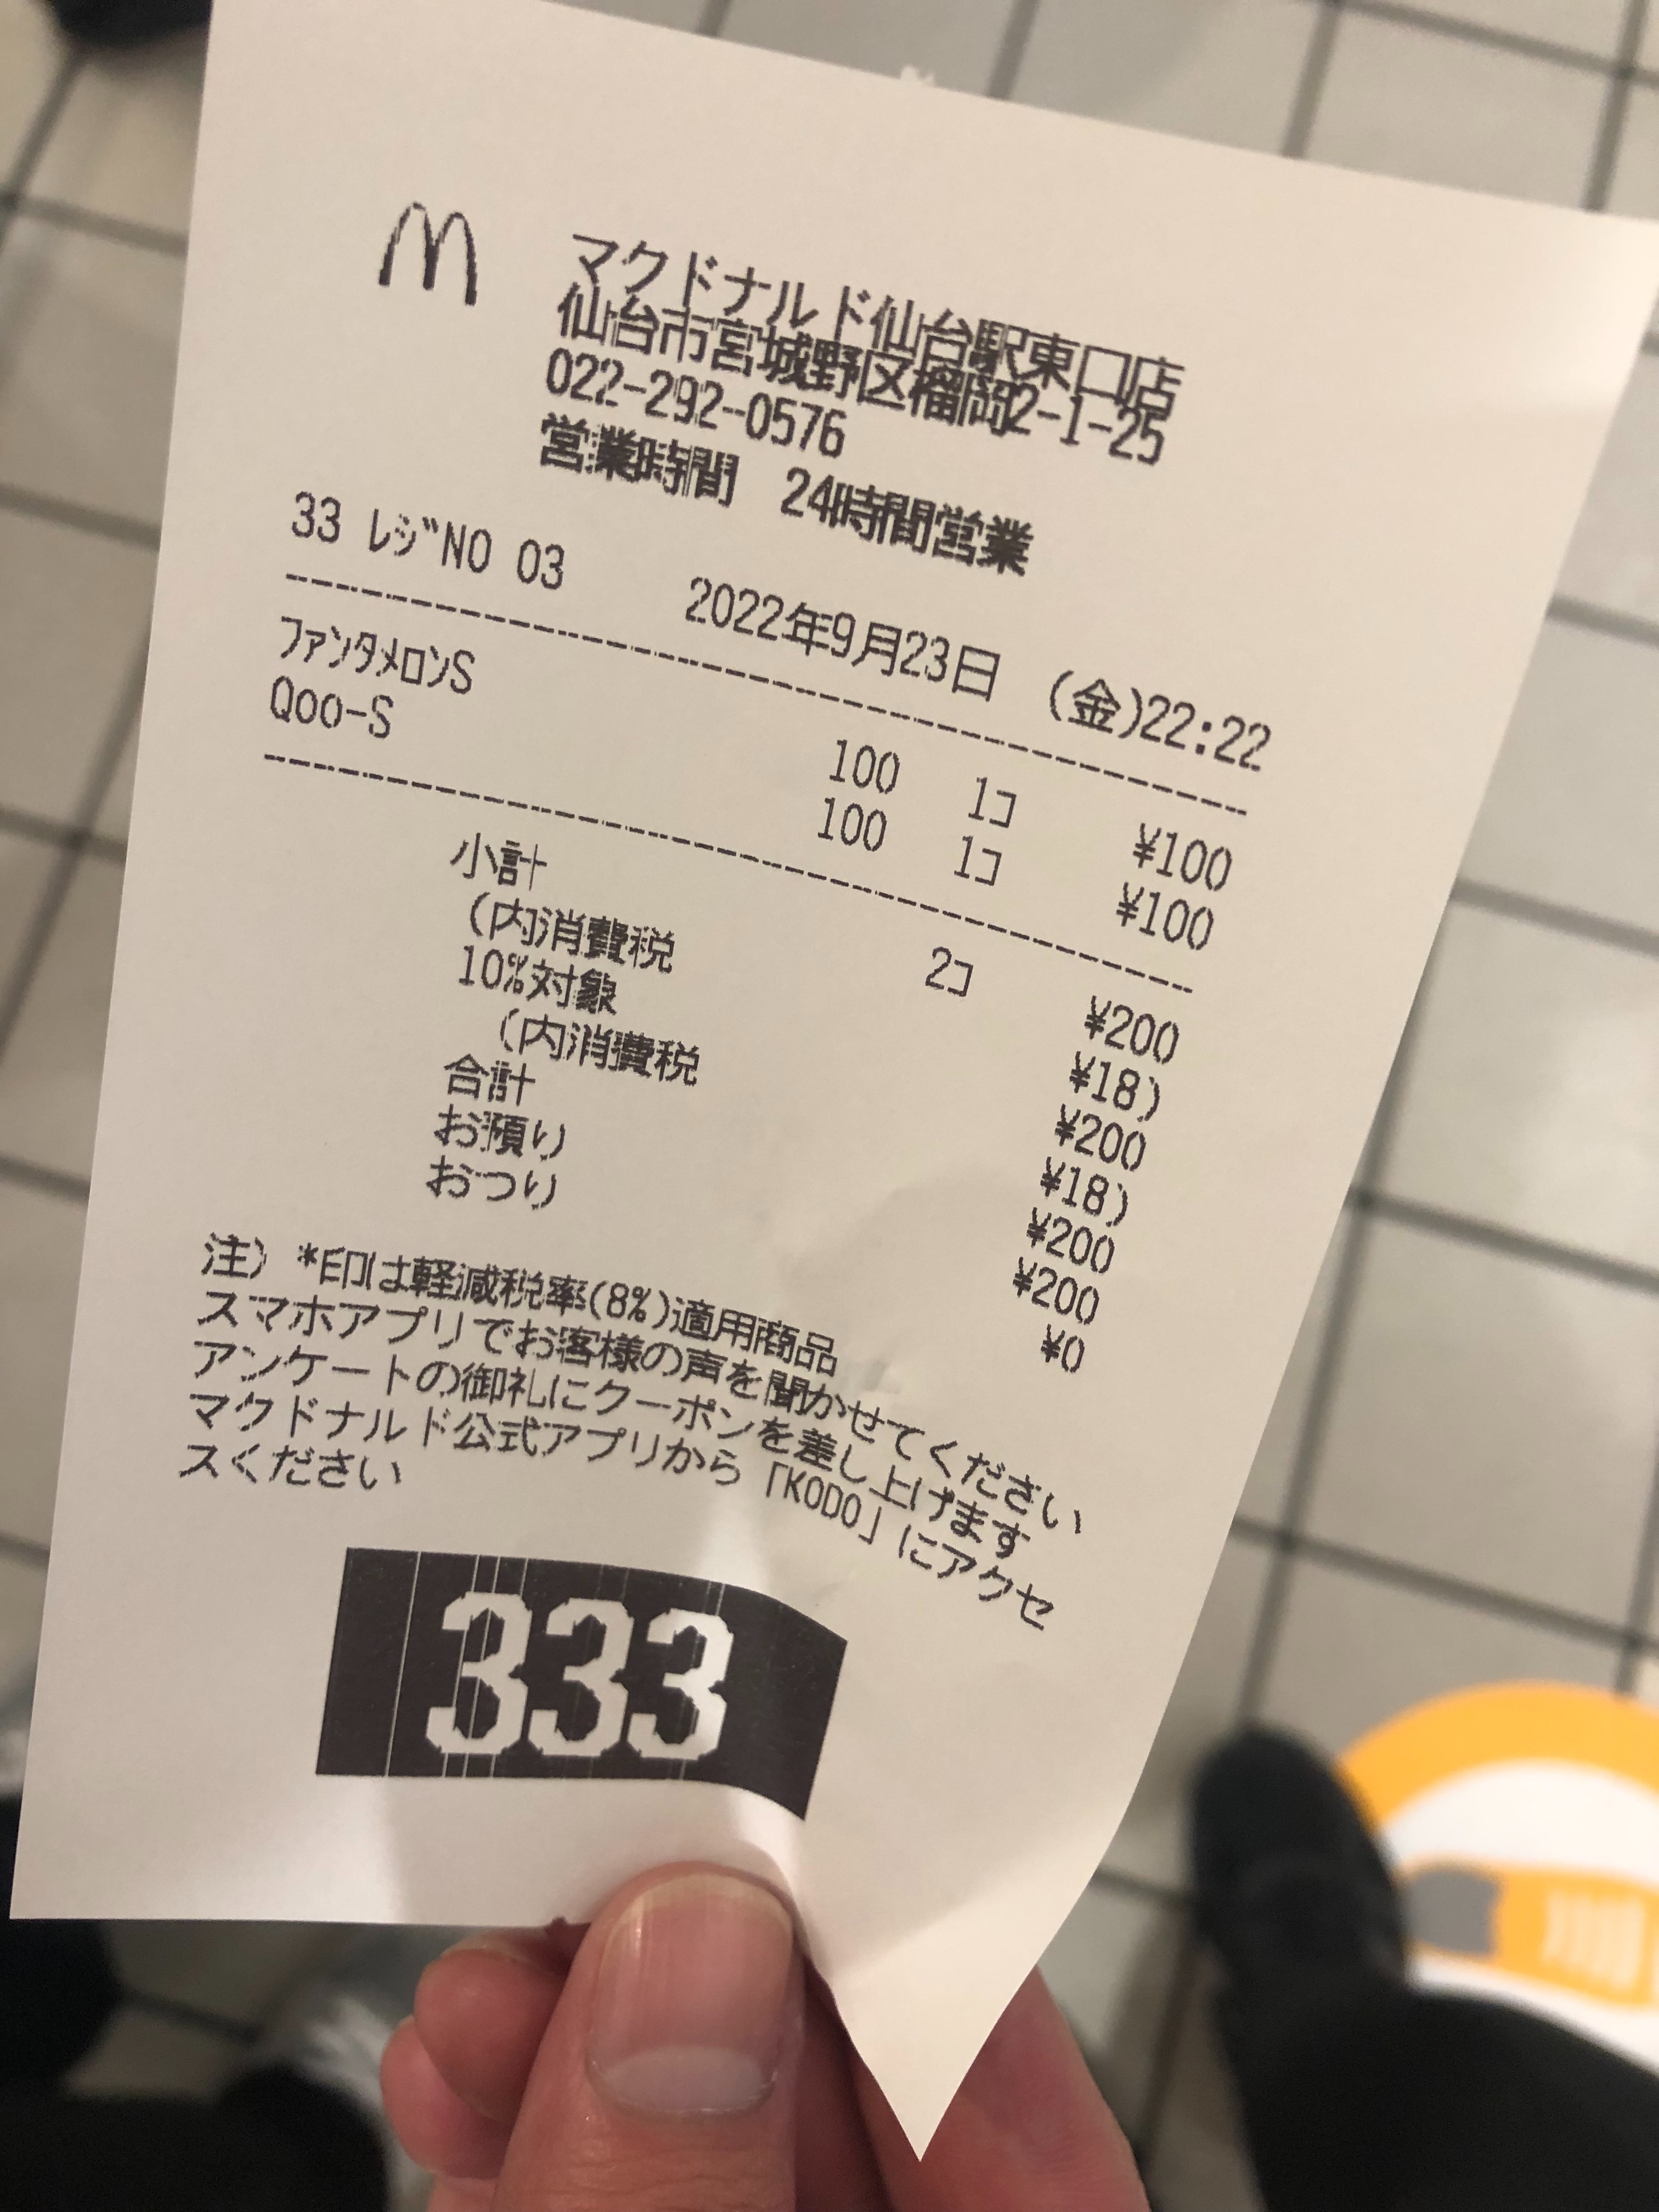 M マクドナルド仙台駅東口店
仙台市宮城野区榴岡2-1-25
022-292-0576
営業時間 24時間営業
33 ﾚｼﾞNO 03 2022年9月23日 (金)22:22
ﾌｧﾝﾀﾒﾛﾝS 100 1ｺ ¥100
Qoo-S 100 1ｺ ¥100
小計 2ｺ ¥200
(内消費税 ¥18)
10%対象 ¥200
(内消費税 ¥18)
合計 ¥200
お預り ¥200
おつり ¥0
注) *印は軽減税率(8%)適用商品
スマホアプリでお客様の声を聞かせてください
アンケートの御礼にクーポンを差し上げます
マクドナルド公式アプリから「KODO」にアクセ
スください
333